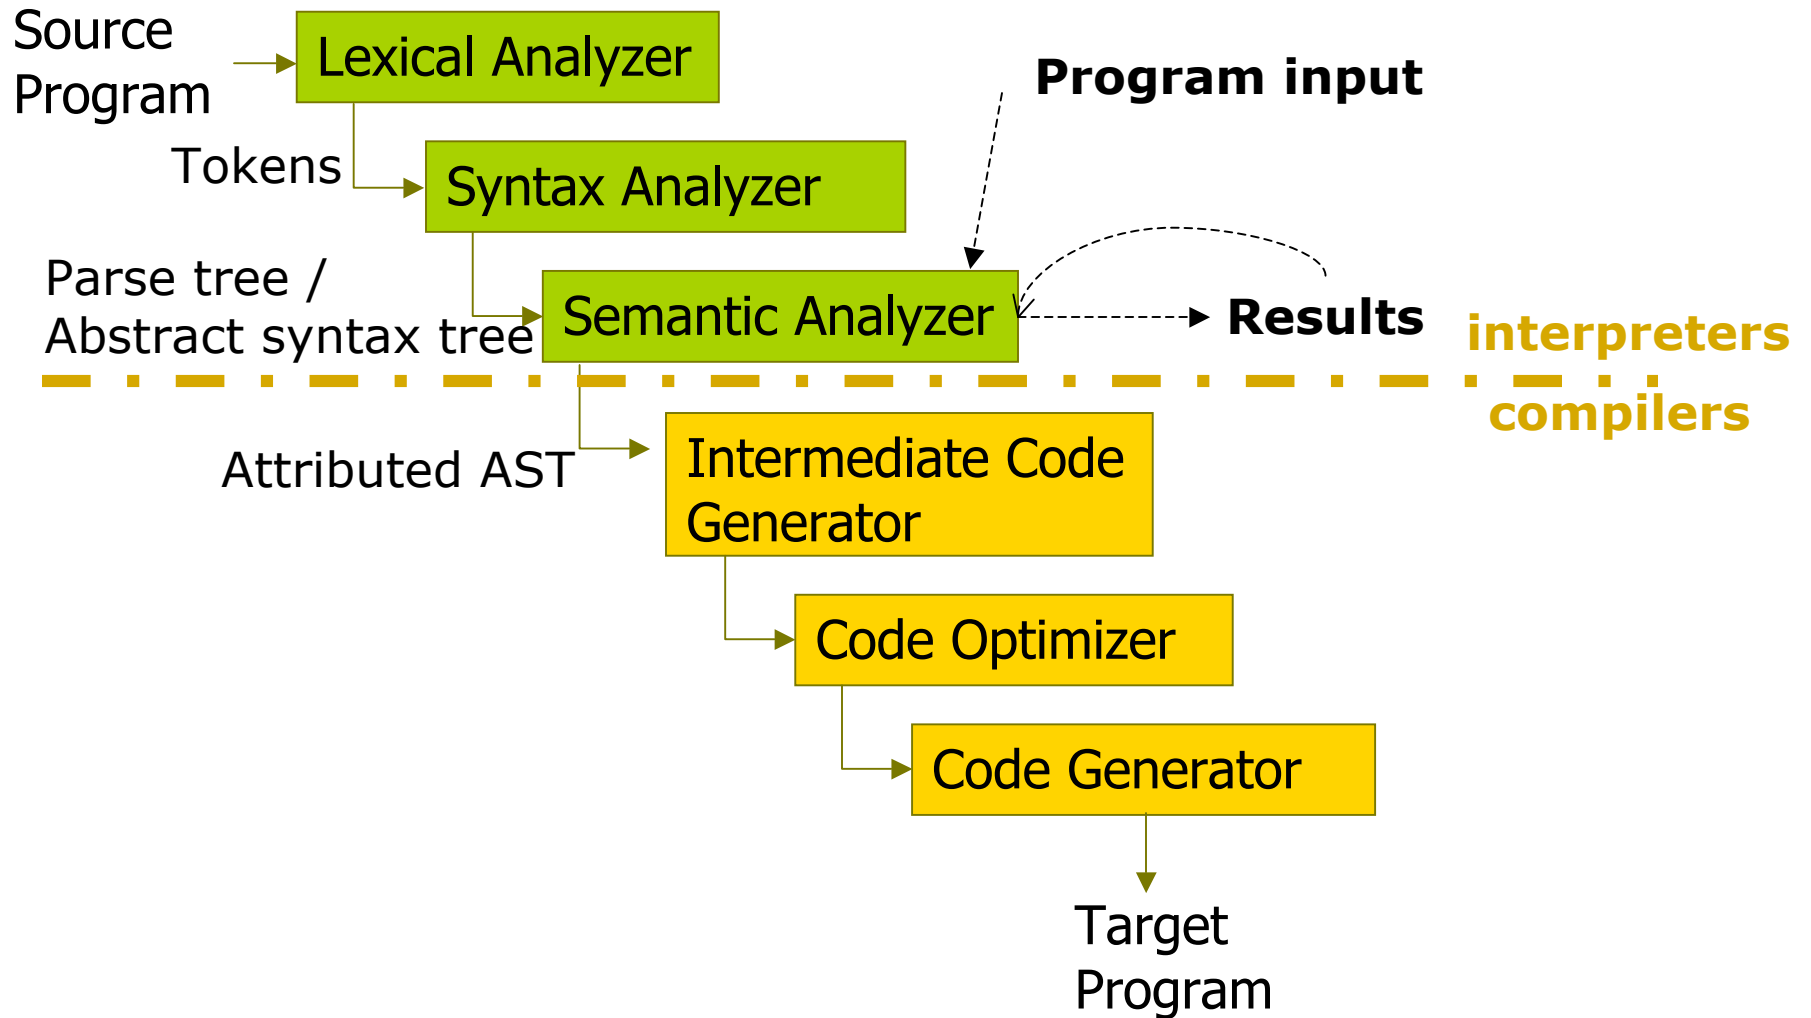 Source
Program
Lexical Analyzer
Program input
Tokens
Syntax Analyzer
Parse tree /
Abstract syntax tree
Semantic Analyzer
Results
interpreters
compilers
Attributed AST
Intermediate Code
Generator
Code Optimizer
Code Generator
Target
Program